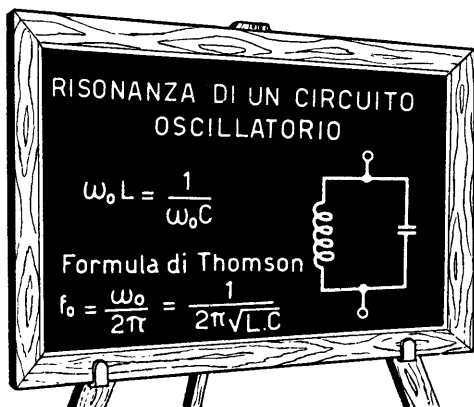 RISONANZA DI UN CIRCUITO
OSCILLATORIO
ω₀L = 1/ω₀C
Formula di Thomson
f₀ = ω₀/2π = 1/2π√L.C